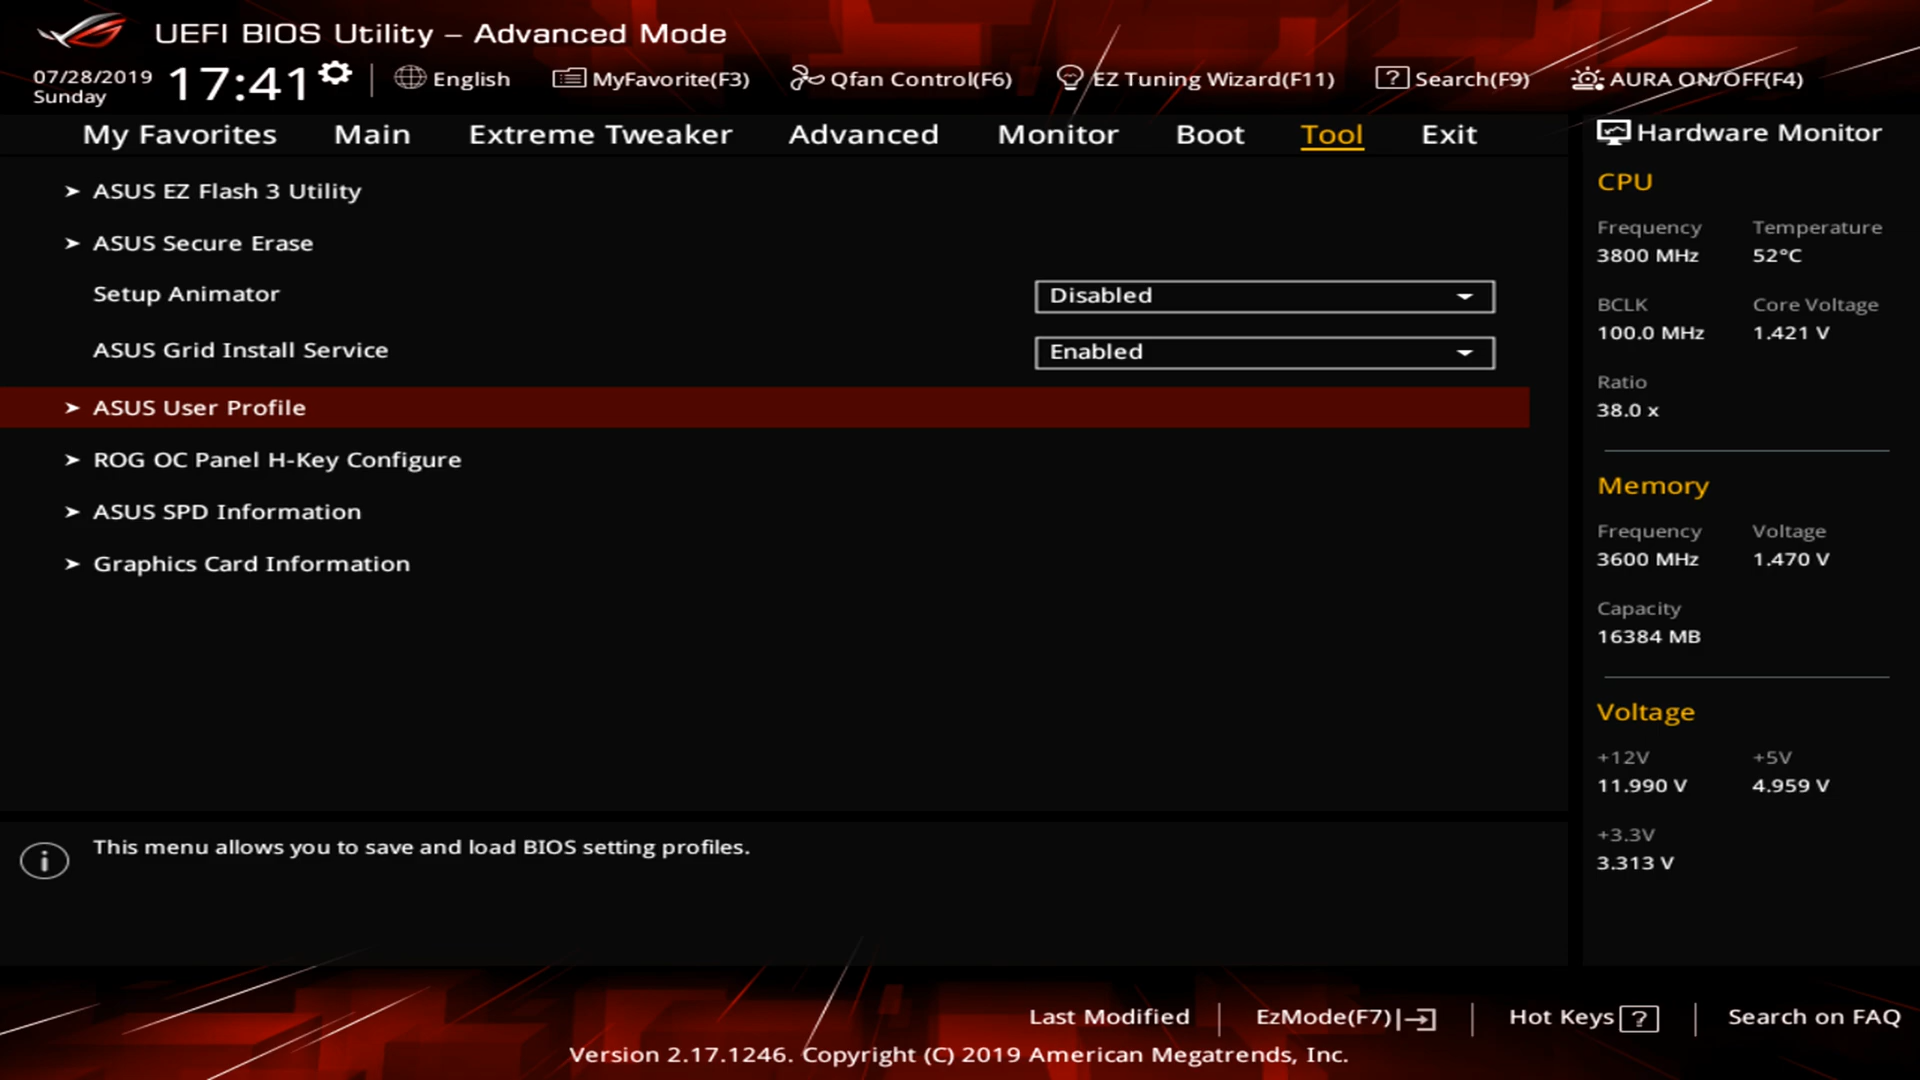 UEFI BIOS Utility – Advanced Mode
07/28/2019
Sunday
17:41
English
MyFavorite(F3)
Qfan Control(F6)
EZ Tuning Wizard(F11)
? Search(F9)
AURA ON/OFF(F4)
My Favorites
Main
Extreme Tweaker
Advanced
Monitor
Boot
Tool
Exit
ASUS EZ Flash 3 Utility
ASUS Secure Erase
Setup Animator Disabled
ASUS Grid Install Service Enabled
ASUS User Profile
ROG OC Panel H-Key Configure
ASUS SPD Information
Graphics Card Information
This menu allows you to save and load BIOS setting profiles.
Hardware Monitor
CPU
Frequency Temperature
3800 MHz 52°C
BCLK Core Voltage
100.0 MHz 1.421 V
Ratio
38.0 x
Memory
Frequency Voltage
3600 MHz 1.470 V
Capacity
16384 MB
Voltage
+12V +5V
11.990 V 4.959 V
+3.3V
3.313 V
Last Modified
EzMode(F7)
Hot Keys ?
Search on FAQ
Version 2.17.1246. Copyright (C) 2019 American Megatrends, Inc.